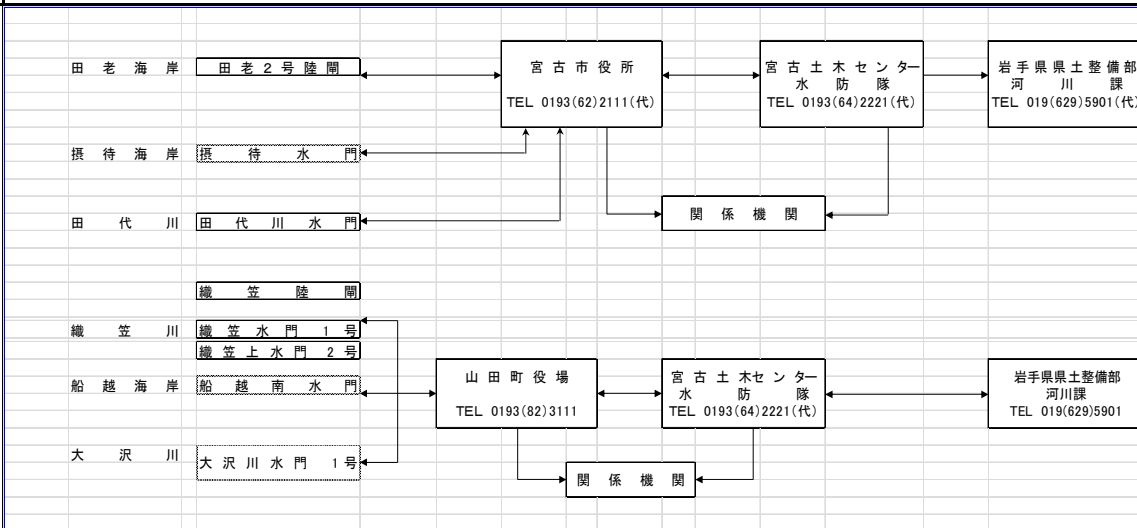 田老海岸 田老2号陸閘
宮古市役所
TEL 0193(62)2111(代)
宮古土木センター
水防隊
TEL 0193(64)2221(代)
岩手県県土整備部
河川課
TEL 019(629)5901(代)
摂待海岸 摂待水門
田代川 田代川水門
関係機関
織笠陸閘
織笠川 織笠水門 1号
織笠上水門 2号
船越海岸 船越南水門
山田町役場
TEL 0193(82)3111
宮古土木センター
水防隊
TEL 0193(64)2221(代)
岩手県県土整備部
河川課
TEL 019(629)5901
大沢川 大沢川水門 1号
関係機関